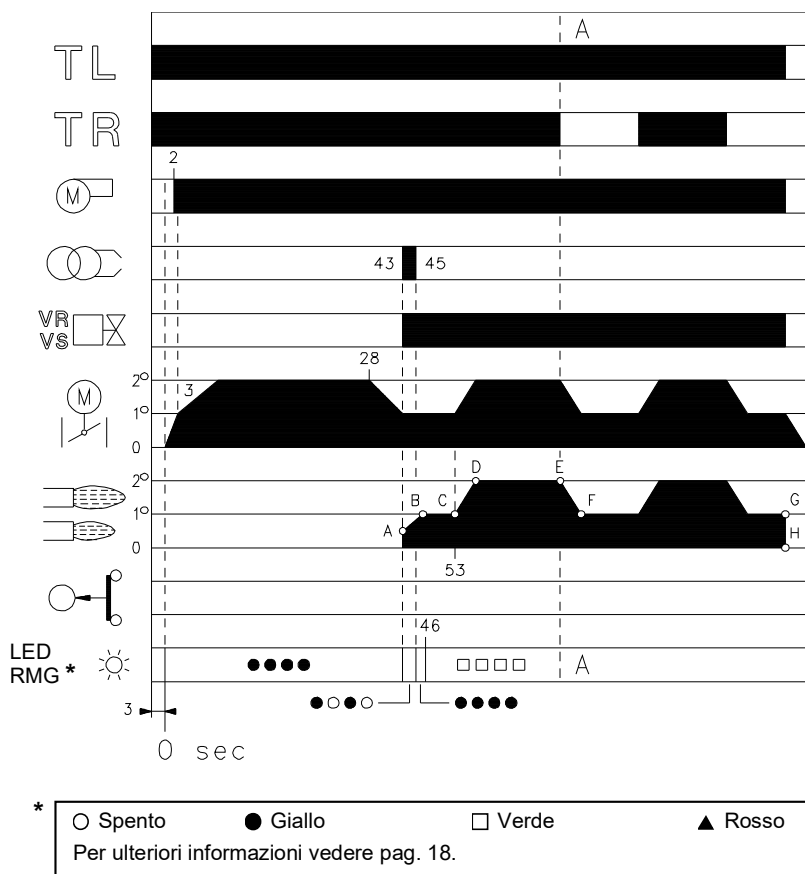 A
TL
TR
2
M
43 45
VR
VS
28
2°
3
M
1°
0
2°
D E
B C F G
1°
A
H
0
53
46
LED
RMG *
A
3
0 sec
*
Spento Giallo Verde Rosso
Per ulteriori informazioni vedere pag. 18.